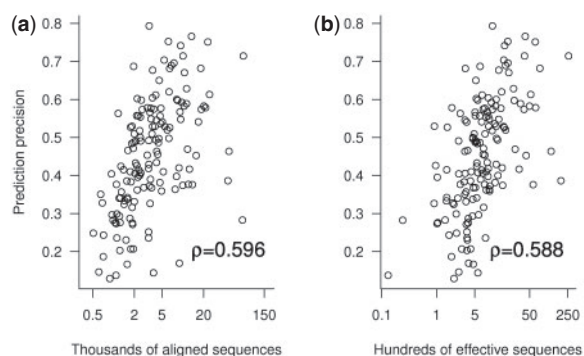 (a)
(b)
Prediction precision
0.8
0.7
0.6
0.5
0.4
0.3
0.2
ρ=0.596
0.5 2 5 20 150
Thousands of aligned sequences
0.8
0.7
0.6
0.5
0.4
0.3
0.2
ρ=0.588
0.1 1 5 50 250
Hundreds of effective sequences